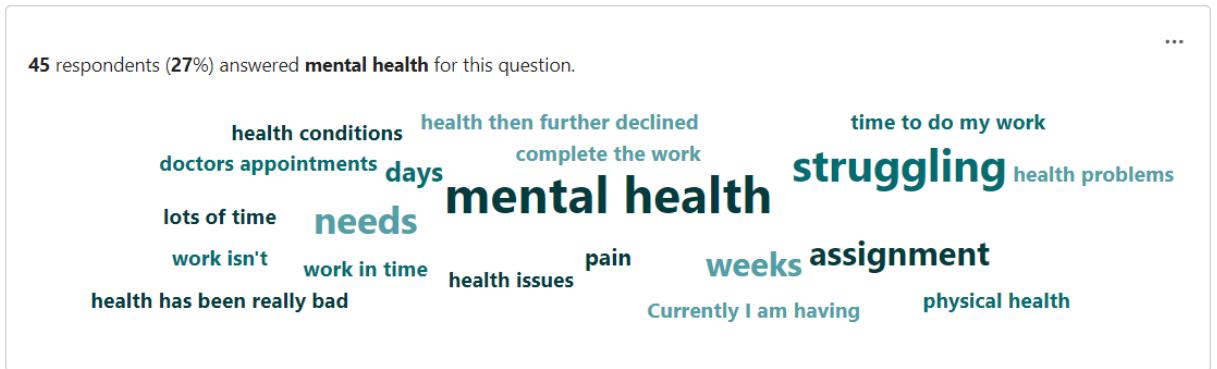 ...
45 respondents (27%) answered mental health for this question.
health conditions
health then further declined
time to do my work
doctors appointments
days
complete the work
struggling
health problems
mental health
lots of time
needs
work isn't
work in time
health issues
pain
weeks
assignment
health has been really bad
Currently I am having
physical health